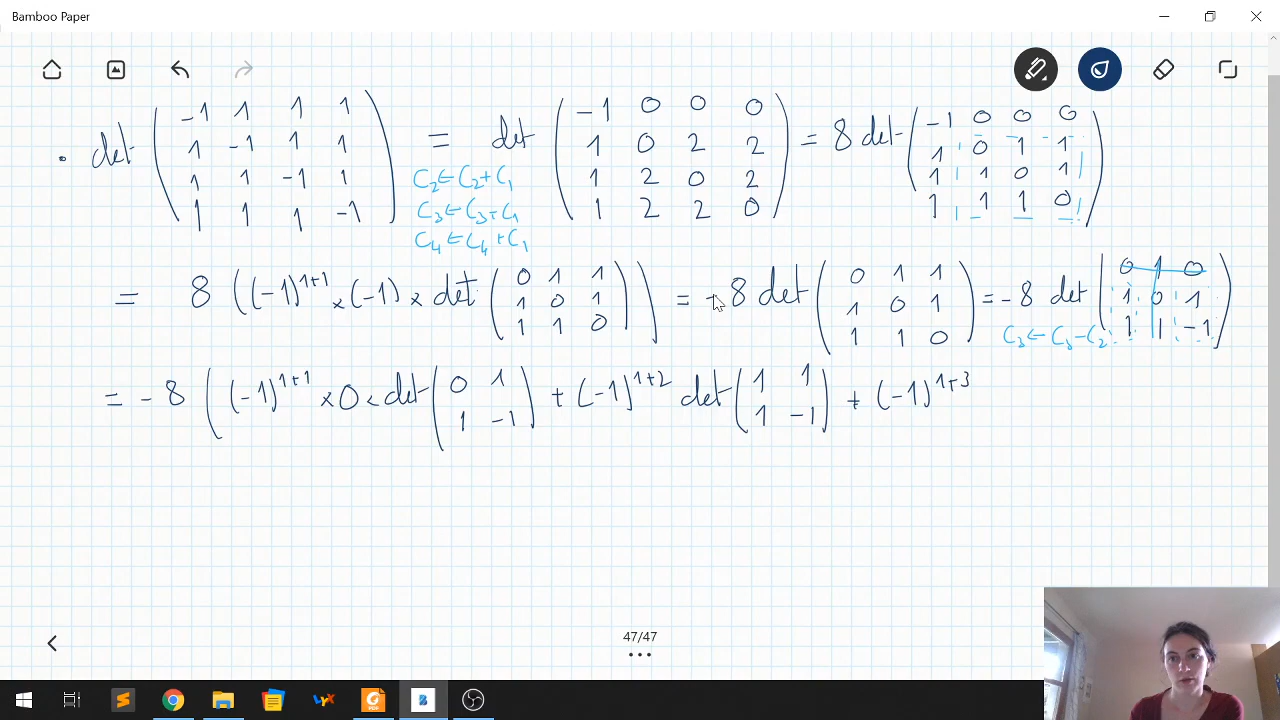 Bamboo Paper
• det ( -1 1 1 1 ; 1 -1 1 1 ; 1 1 -1 1 ; 1 1 1 -1 ) = det ( -1 0 0 0 ; 1 0 2 2 ; 1 2 0 2 ; 1 2 2 0 ) = 8 det ( -1 0 0 0 ; 1 0 1 1 ; 1 1 0 1 ; 1 1 1 0 )
C2 ← C2 + C1
C3 ← C3 + C1
C4 ← C4 + C1
= 8 ( (-1)^1+1 × (-1) × det ( 0 1 1 ; 1 0 1 ; 1 1 0 ) ) = -8 det ( 0 1 1 ; 1 0 1 ; 1 1 0 ) = -8 det ( 0 1 0 ; 1 0 1 ; 1 1 -1 )
C3 ← C3 - C2
= -8 ( (-1)^1+1 × 0 × det ( 0 1 ; 1 -1 ) + (-1)^1+2 det ( 1 1 ; 1 -1 ) + (-1)^1+3
47/47